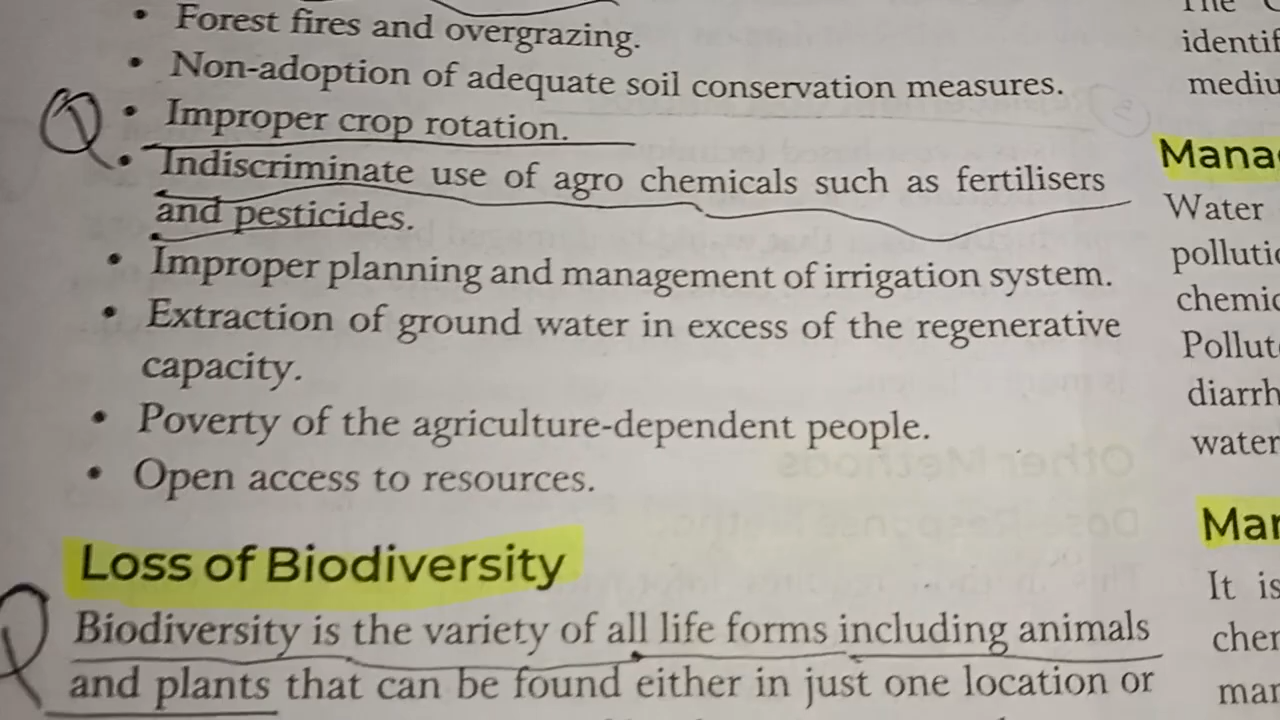 • Forest fires and overgrazing.
• Non-adoption of adequate soil conservation measures.
• Improper crop rotation.
• Indiscriminate use of agro chemicals such as fertilisers
and pesticides.
• Improper planning and management of irrigation system.
• Extraction of ground water in excess of the regenerative
capacity.
• Poverty of the agriculture-dependent people.
• Open access to resources.
Loss of Biodiversity
Biodiversity is the variety of all life forms including animals
and plants that can be found either in just one location or
identif
mediu
Mana
Water
pollutic
chemic
Pollut
diarrh
water
Mar
It is
cher
mar